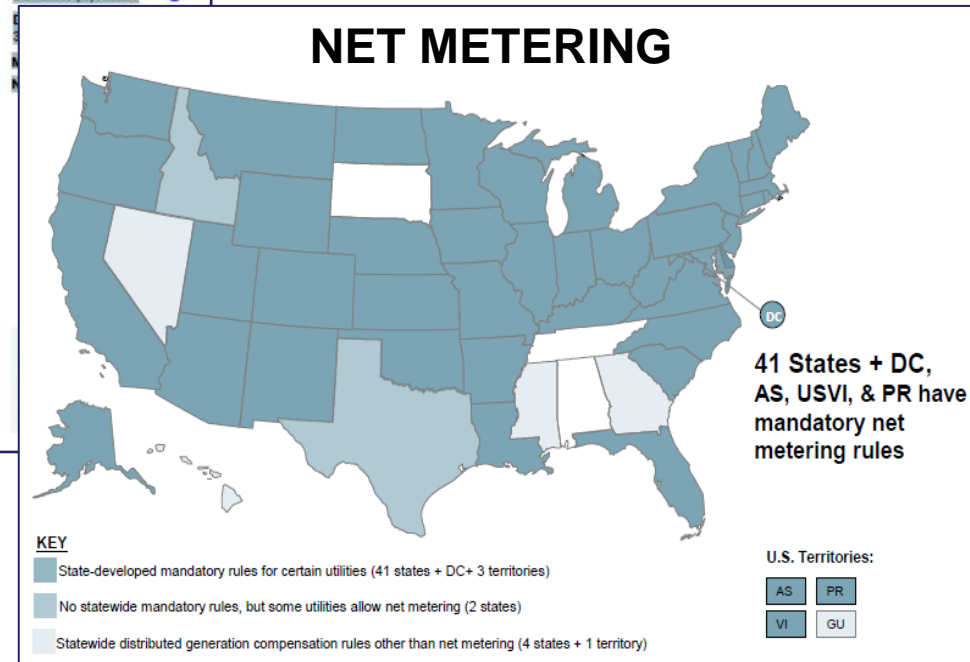 NET METERING
DC
41 States + DC,
AS, USVI, & PR have
mandatory net
metering rules
KEY
State-developed mandatory rules for certain utilities (41 states + DC+ 3 territories)
No statewide mandatory rules, but some utilities allow net metering (2 states)
Statewide distributed generation compensation rules other than net metering (4 states + 1 territory)
U.S. Territories:
AS PR
VI GU